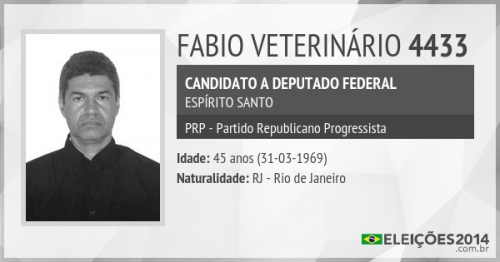 FABIO VETERINÁRIO 4433
CANDIDATO A DEPUTADO FEDERAL
ESPÍRITO SANTO
PRP - Partido Republicano Progressista
Idade: 45 anos (31-03-1969)
Naturalidade: RJ - Rio de Janeiro
ELEIÇÕES2014
.com.br